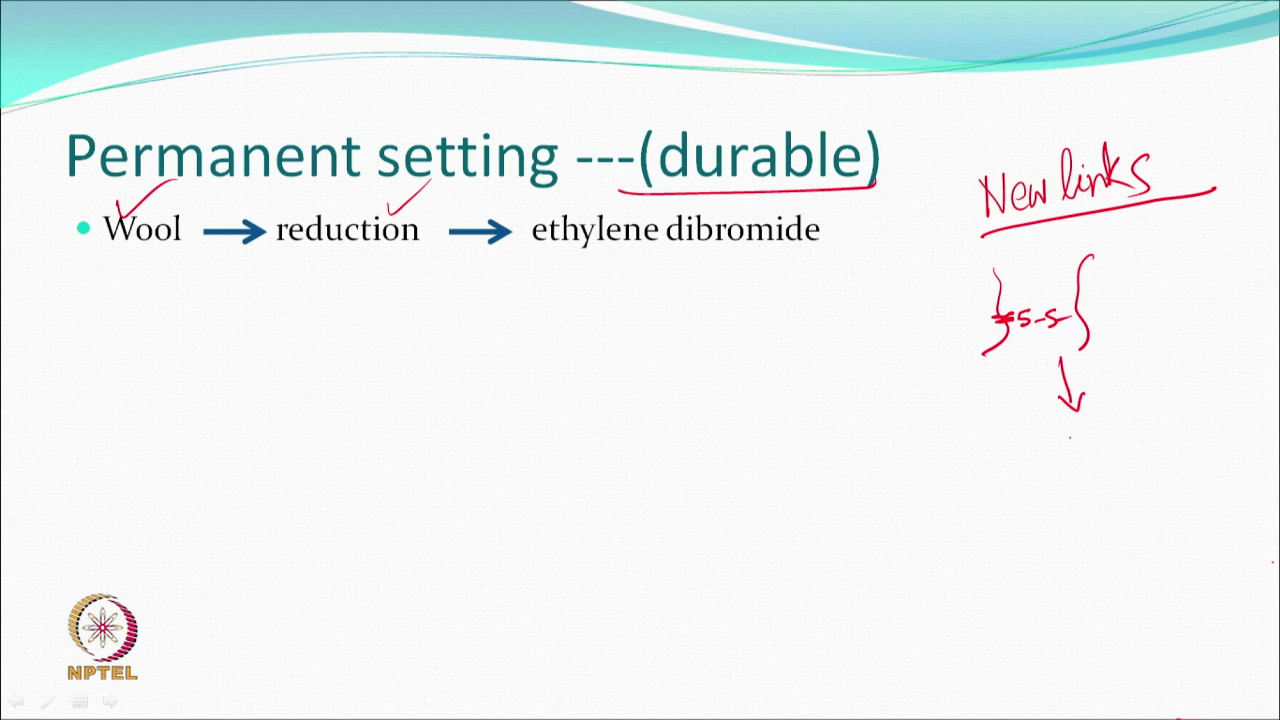 Permanent setting ---(durable)
New links
Wool → reduction → ethylene dibromide
S-S
NPTEL